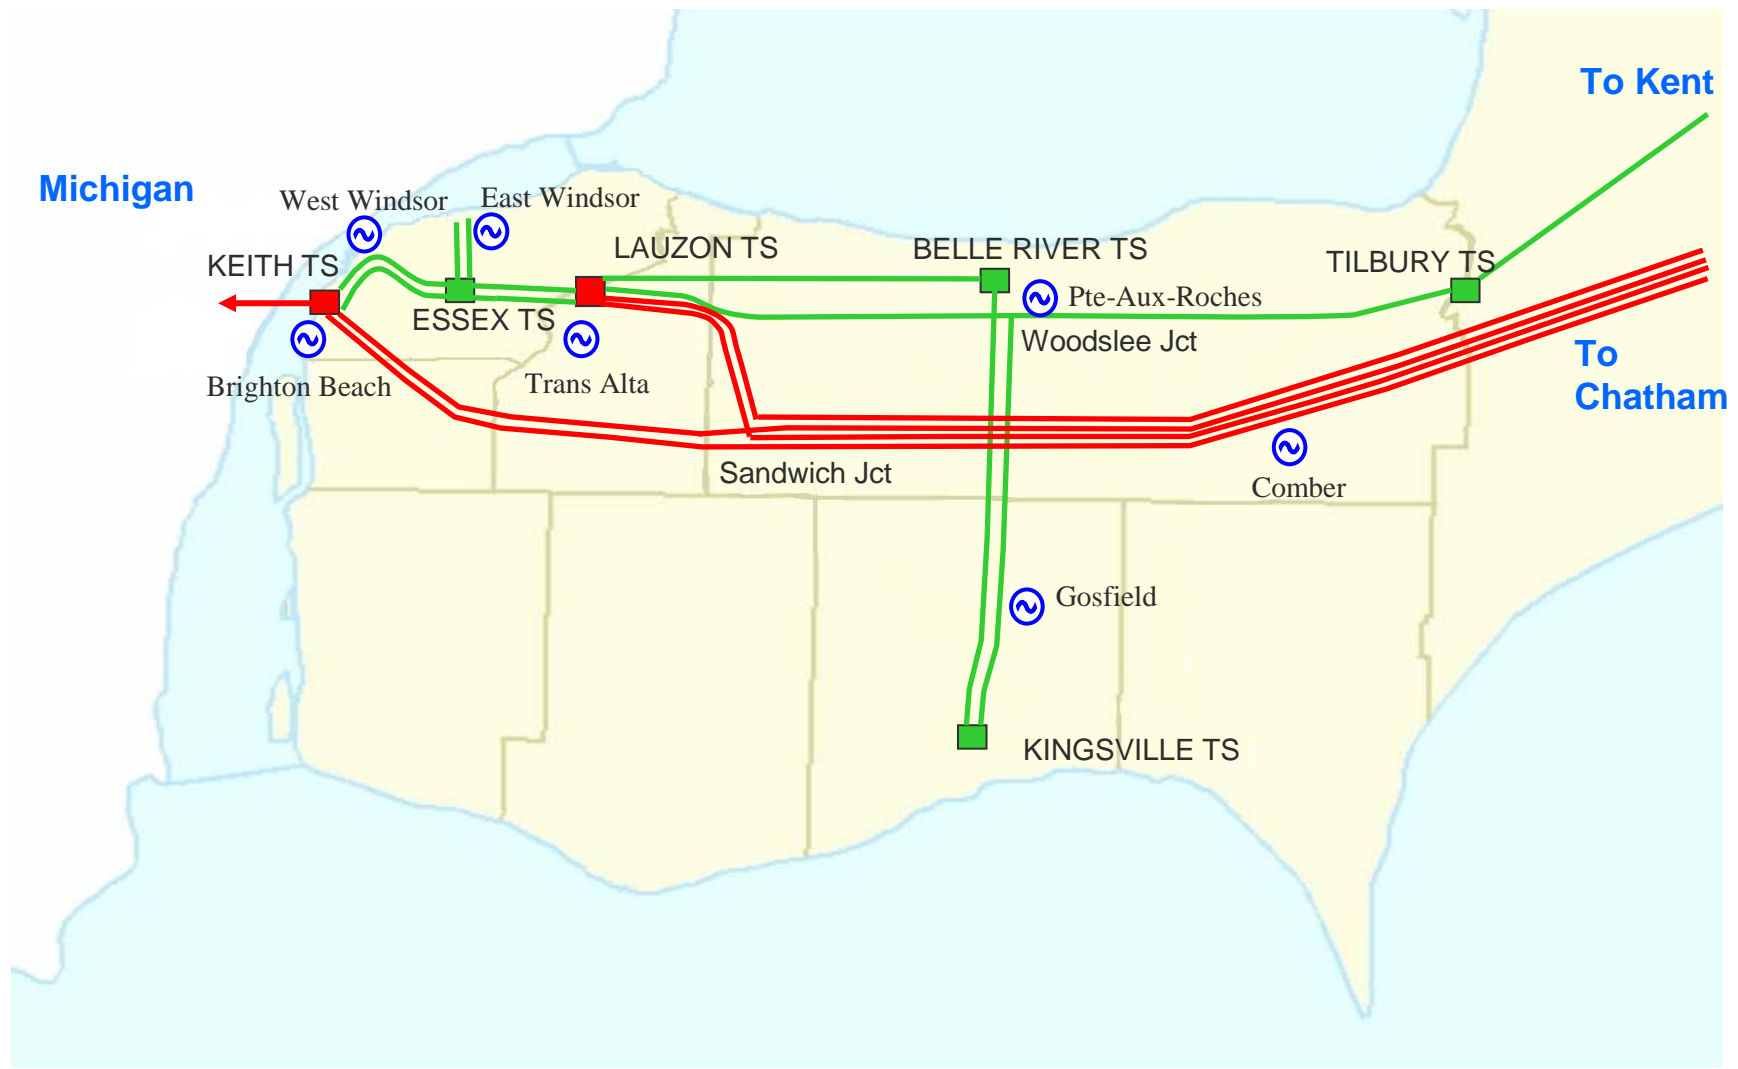 To Kent
Michigan
West Windsor
East Windsor
LAUZON TS
BELLE RIVER TS
KEITH TS
TILBURY TS
Pte-Aux-Roches
ESSEX TS
Woodslee Jct
To
Chatham
Brighton Beach
Trans Alta
Sandwich Jct
Comber
Gosfield
KINGSVILLE TS